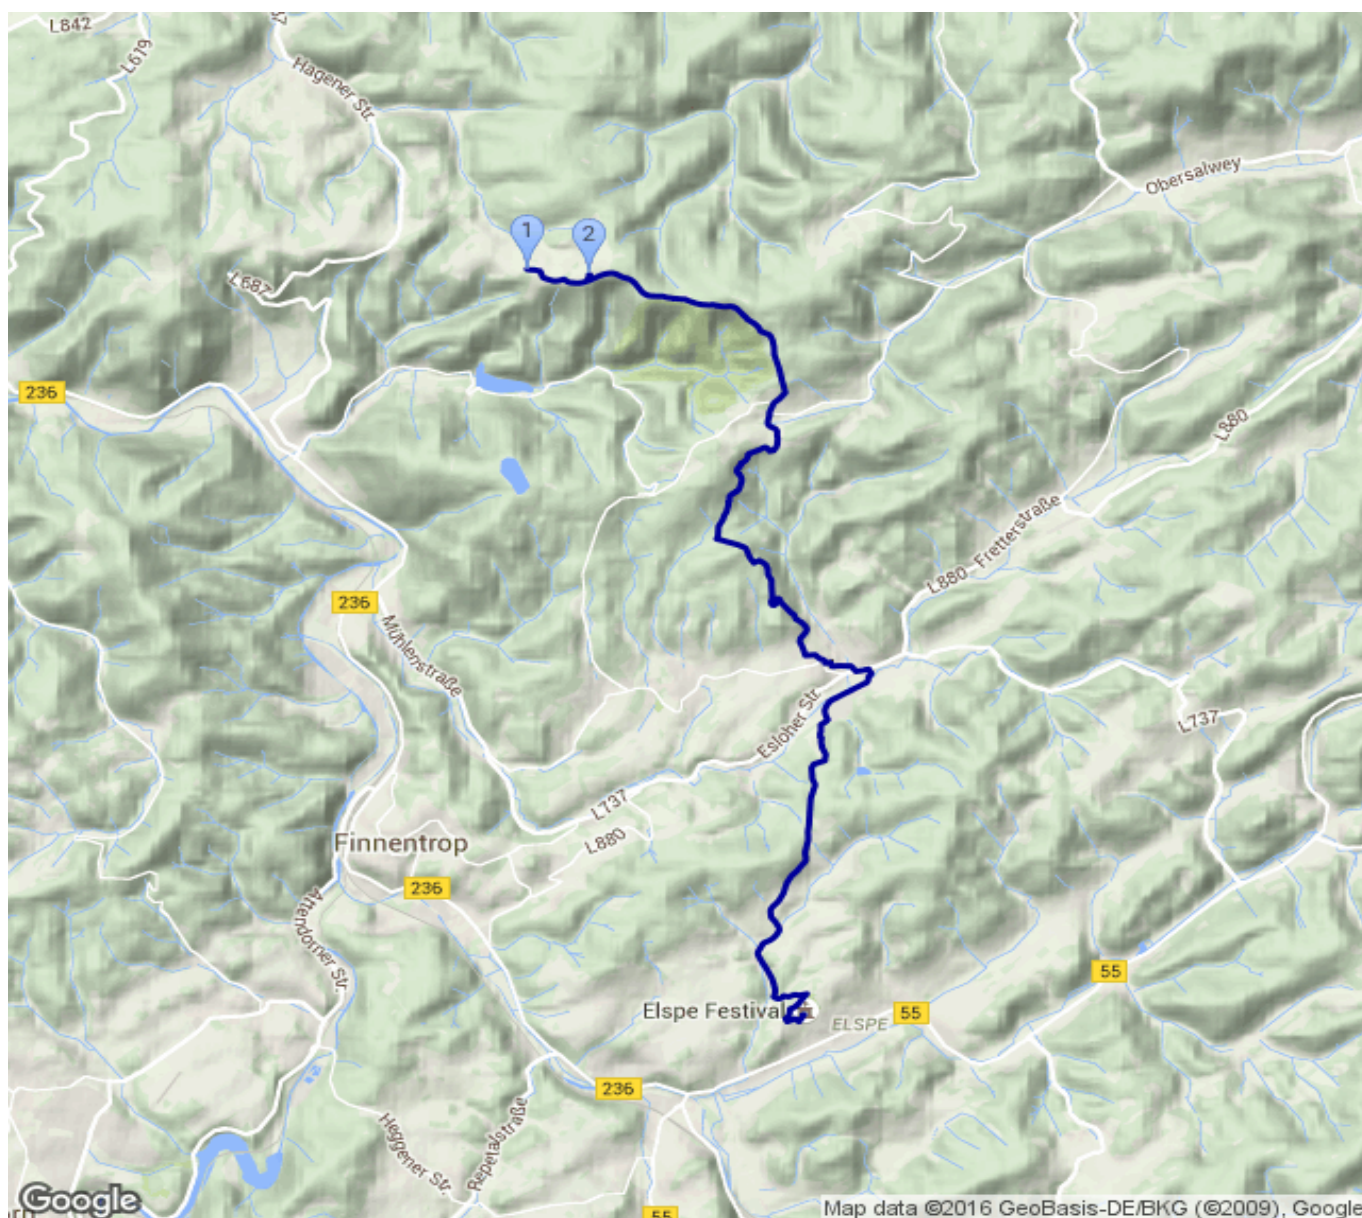 L842
L619
Hagener Str.
Obersalwey
1
2
L687
236
L880
L880
Fretterstraße
236
Mühlenstraße
L737
Esloher Str.
L737
L880
Finnentrop
236
Attendorner Str.
55
Elspe Festival
ELSPE
55
236
Heggener Str.
Repetalstraße
55
Google
Map data ©2016 GeoBasis-DE/BKG (©2009), Google